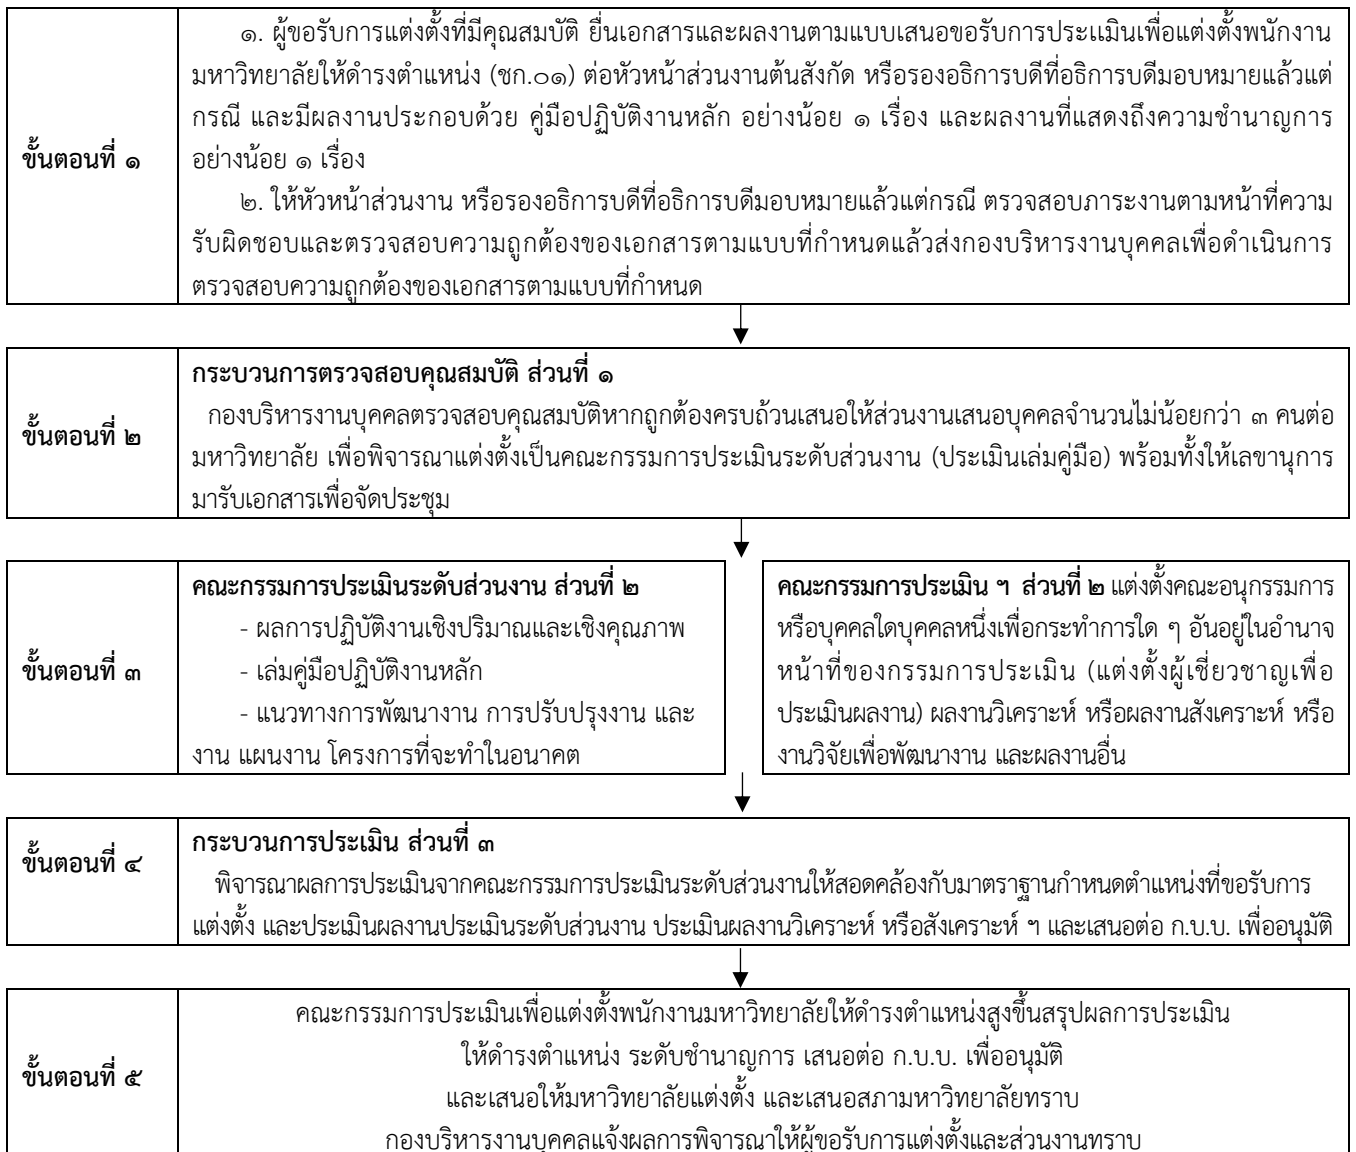 ขั้นตอนที่ ๑
๑. ผู้ขอรับการแต่งตั้งที่มีคุณสมบัติ ยื่นเอกสารและผลงานตามแบบเสนอขอรับการประเเมินเพื่อแต่งตั้งพนักงาน
มหาวิทยาลัยให้ดำรงตำแหน่ง (ชก.๐๑) ต่อหัวหน้าส่วนงานต้นสังกัด หรือรองอธิการบดีที่อธิการบดีมอบหมายแล้วแต่
กรณี และมีผลงานประกอบด้วย คู่มือปฏิบัติงานหลัก อย่างน้อย ๑ เรื่อง และผลงานที่แสดงถึงความชำนาญการ
อย่างน้อย ๑ เรื่อง
๒. ให้หัวหน้าส่วนงาน หรือรองอธิการบดีที่อธิการบดีมอบหมายแล้วแต่กรณี ตรวจสอบภาระงานตามหน้าที่ความ
รับผิดชอบและตรวจสอบความถูกต้องของเอกสารตามแบบที่กำหนดแล้วส่งกองบริหารงานบุคคลเพื่อดำเนินการ
ตรวจสอบความถูกต้องของเอกสารตามแบบที่กำหนด
ขั้นตอนที่ ๒
กระบวนการตรวจสอบคุณสมบัติ ส่วนที่ ๑
กองบริหารงานบุคคลตรวจสอบคุณสมบัติหากถูกต้องครบถ้วนเสนอให้ส่วนงานเสนอบุคคลจำนวนไม่น้อยกว่า ๓ คนต่อ
มหาวิทยาลัย เพื่อพิจารณาแต่งตั้งเป็นคณะกรรมการประเมินระดับส่วนงาน (ประเมินเล่มคู่มือ) พร้อมทั้งให้เลขานุการ
มารับเอกสารเพื่อจัดประชุม
ขั้นตอนที่ ๓
คณะกรรมการประเมินระดับส่วนงาน ส่วนที่ ๒
- ผลการปฏิบัติงานเชิงปริมาณและเชิงคุณภาพ
- เล่มคู่มือปฏิบัติงานหลัก
- แนวทางการพัฒนางาน การปรับปรุงงาน และ
งาน แผนงาน โครงการที่จะทำในอนาคต
คณะกรรมการประเมิน ฯ ส่วนที่ ๒ แต่งตั้งคณะอนุกรรมการ
หรือบุคคลใดบุคคลหนึ่งเพื่อกระทำการใด ๆ อันอยู่ในอำนาจ
หน้าที่ของกรรมการประเมิน (แต่งตั้งผู้เชี่ยวชาญเพื่อ
ประเมินผลงาน) ผลงานวิเคราะห์ หรือผลงานสังเคราะห์ หรือ
งานวิจัยเพื่อพัฒนางาน และผลงานอื่น
ขั้นตอนที่ ๔
กระบวนการประเมิน ส่วนที่ ๓
พิจารณาผลการประเมินจากคณะกรรมการประเมินระดับส่วนงานให้สอดคล้องกับมาตราฐานกำหนดตำแหน่งที่ขอรับการ
แต่งตั้ง และประเมินผลงานประเมินระดับส่วนงาน ประเมินผลงานวิเคราะห์ หรือสังเคราะห์ ฯ และเสนอต่อ ก.บ.บ. เพื่ออนุมัติ
ขั้นตอนที่ ๕
คณะกรรมการประเมินเพื่อแต่งตั้งพนักงานมหาวิทยาลัยให้ดำรงตำแหน่งสูงขึ้นสรุปผลการประเมิน
ให้ดำรงตำแหน่ง ระดับชำนาญการ เสนอต่อ ก.บ.บ. เพื่ออนุมัติ
และเสนอให้มหาวิทยาลัยแต่งตั้ง และเสนอสภามหาวิทยาลัยทราบ
กองบริหารงานบุคคลแจ้งผลการพิจารณาให้ผู้ขอรับการแต่งตั้งและส่วนงานทราบ